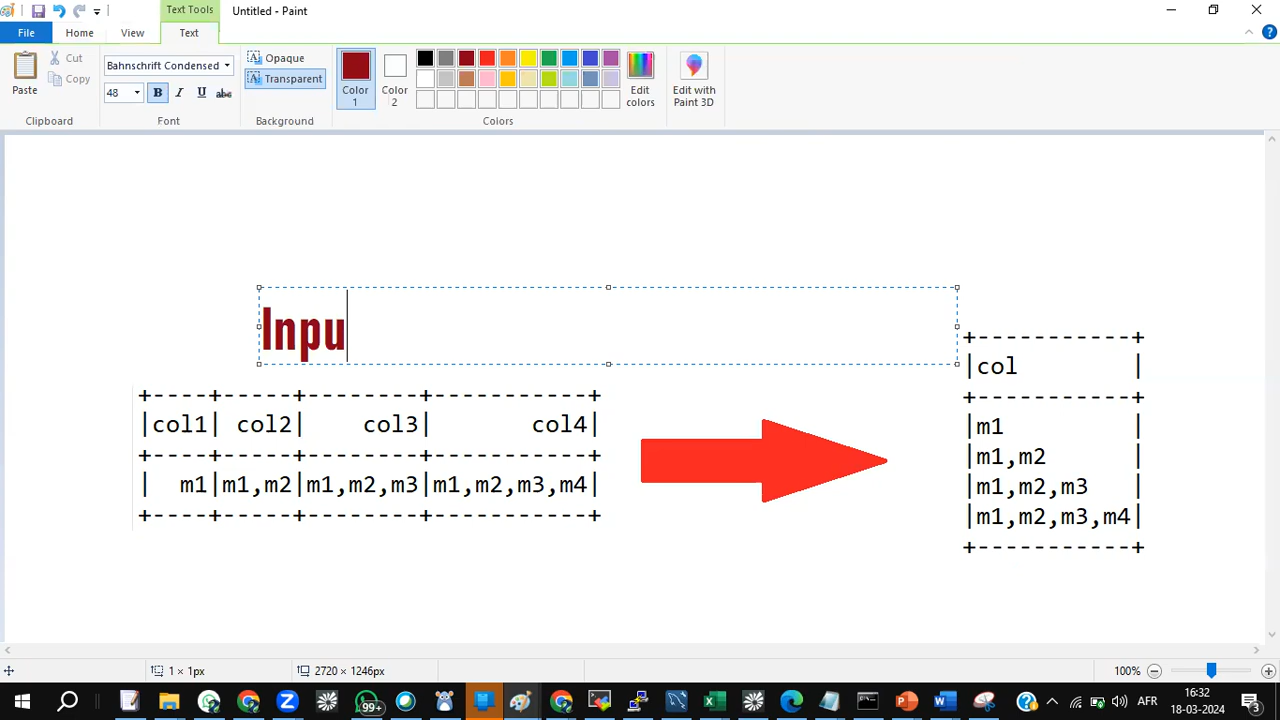 Text Tools
Untitled - Paint
File
Home
View
Text
Paste
Cut
Copy
Clipboard
Bahnschrift Condensed
48
B I U abc
Font
Opaque
Transparent
Background
Color 1
Color 2
Edit colors
Colors
Edit with Paint 3D
Inpu
+----+-----+--------+-----------+
|col1| col2|    col3|       col4|
+----+-----+--------+-----------+
|  m1|m1,m2|m1,m2,m3|m1,m2,m3,m4|
+----+-----+--------+-----------+
+-----------+
|col        |
+-----------+
|m1         |
|m1,m2      |
|m1,m2,m3   |
|m1,m2,m3,m4|
+-----------+
1 × 1px
2720 × 1246px
100%
99+
AFR
16:32
18-03-2024
3